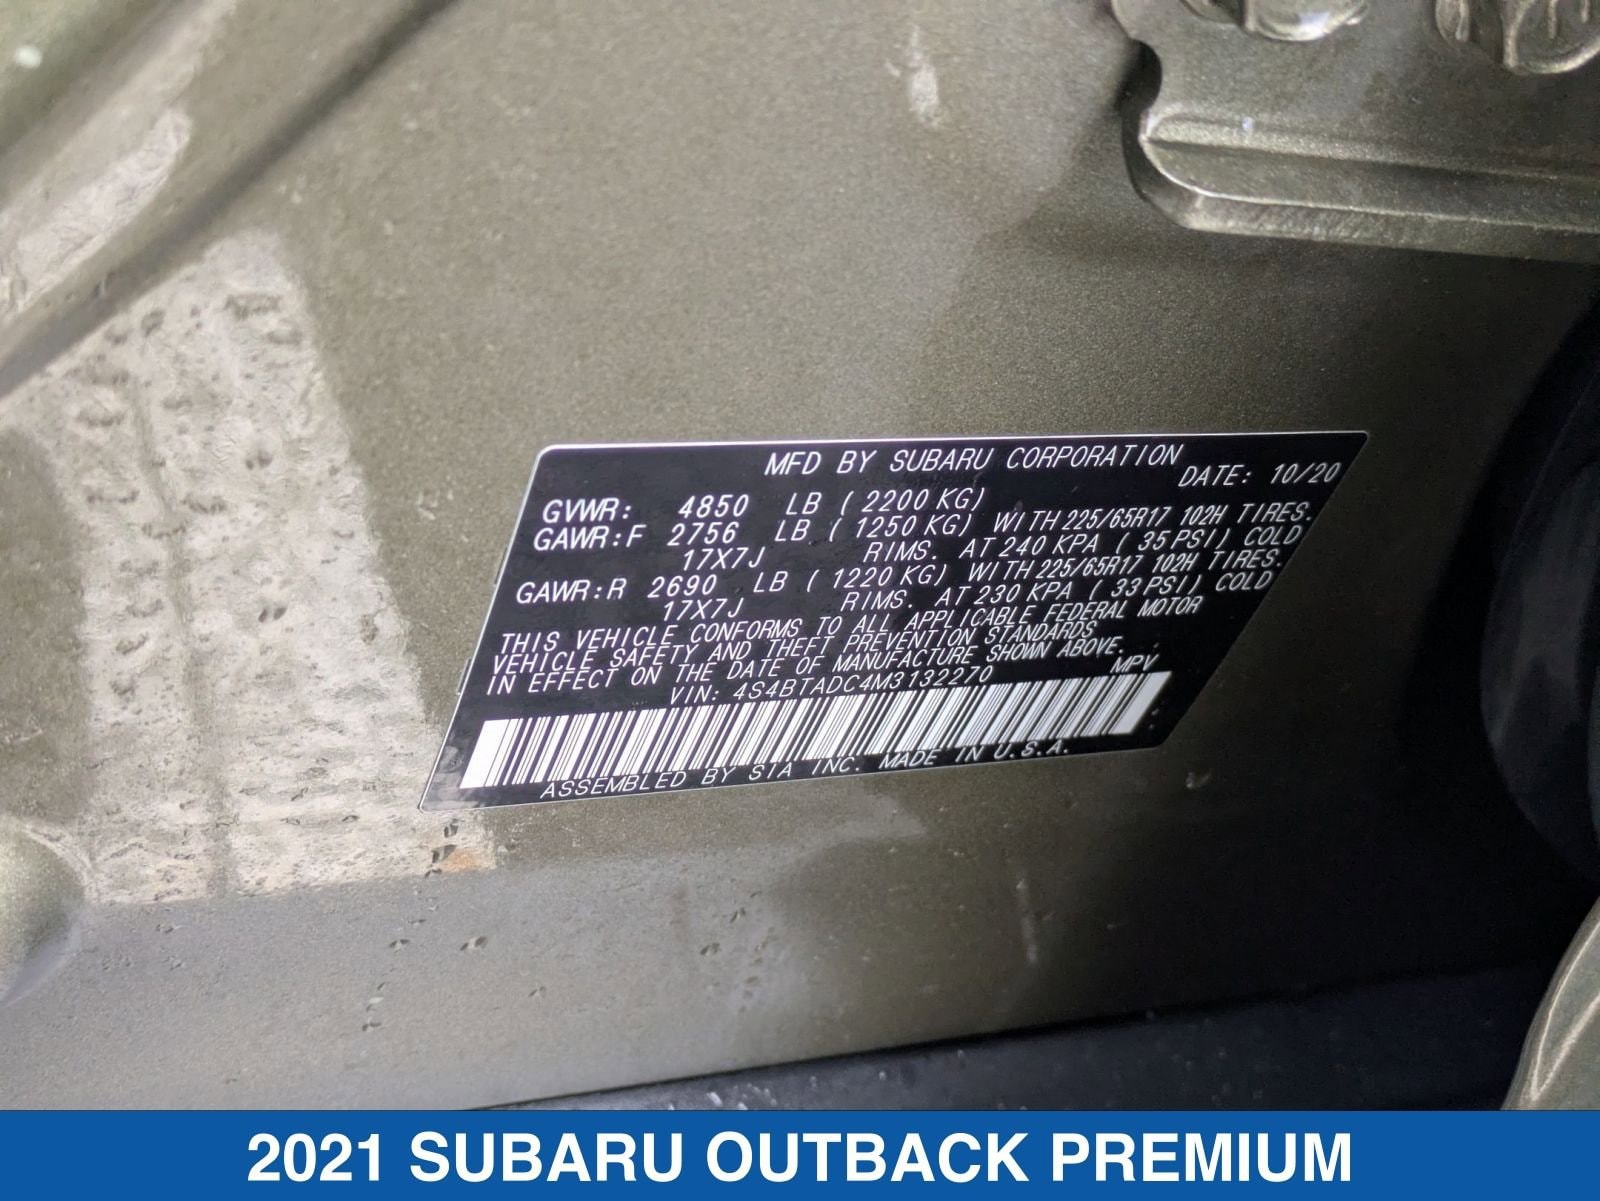 MFD BY SUBARU CORPORATION
DATE: 10/20
GVWR: 4850 LB (2200 KG)
GAWR:F 2756 LB (1250 KG) WITH 225/65R17 102H TIRES.
17X7J RIMS. AT 240 KPA (35 PSI) COLD
GAWR:R 2690 LB (1220 KG) WITH 225/65R17 102H TIRES.
17X7J RIMS. AT 230 KPA (33 PSI) COLD
THIS VEHICLE CONFORMS TO ALL APPLICABLE FEDERAL MOTOR
VEHICLE SAFETY AND THEFT PREVENTION STANDARDS
IN EFFECT ON THE DATE OF MANUFACTURE SHOWN ABOVE.
VIN: 4S4BTADC4M3132270 MPV
ASSEMBLED BY SIA INC. MADE IN U.S.A.
2021 SUBARU OUTBACK PREMIUM